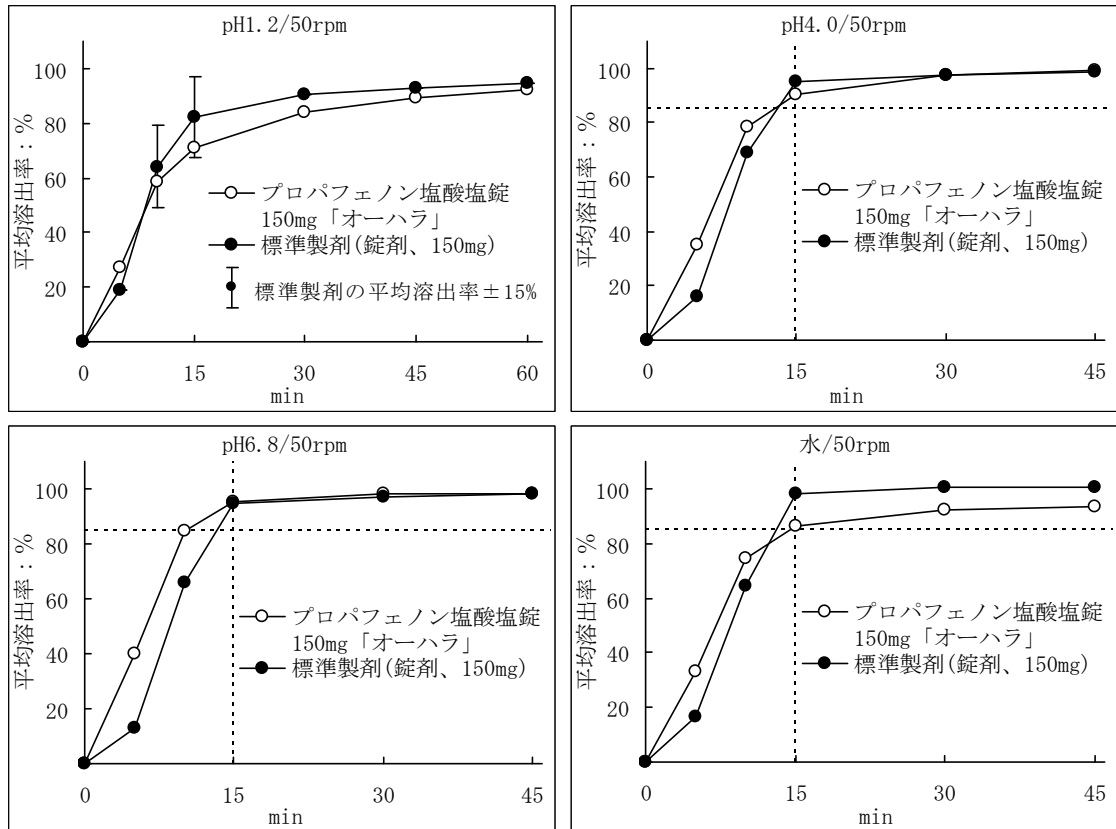 pH1.2/50rpm
平均溶出率：%
100
80
60
40
20
プロパフェノン塩酸塩錠
150mg「オーハラ」
標準製剤(錠剤、150mg)
標準製剤の平均溶出率±15%
0
15
30
45
60
min
pH4.0/50rpm
平均溶出率：%
100
80
60
40
20
プロパフェノン塩酸塩錠
150mg「オーハラ」
標準製剤(錠剤、150mg)
0
15
30
45
min
pH6.8/50rpm
平均溶出率：%
100
80
60
40
20
プロパフェノン塩酸塩錠
150mg「オーハラ」
標準製剤(錠剤、150mg)
0
15
30
45
min
水/50rpm
平均溶出率：%
100
80
60
40
20
プロパフェノン塩酸塩錠
150mg「オーハラ」
標準製剤(錠剤、150mg)
0
15
30
45
min